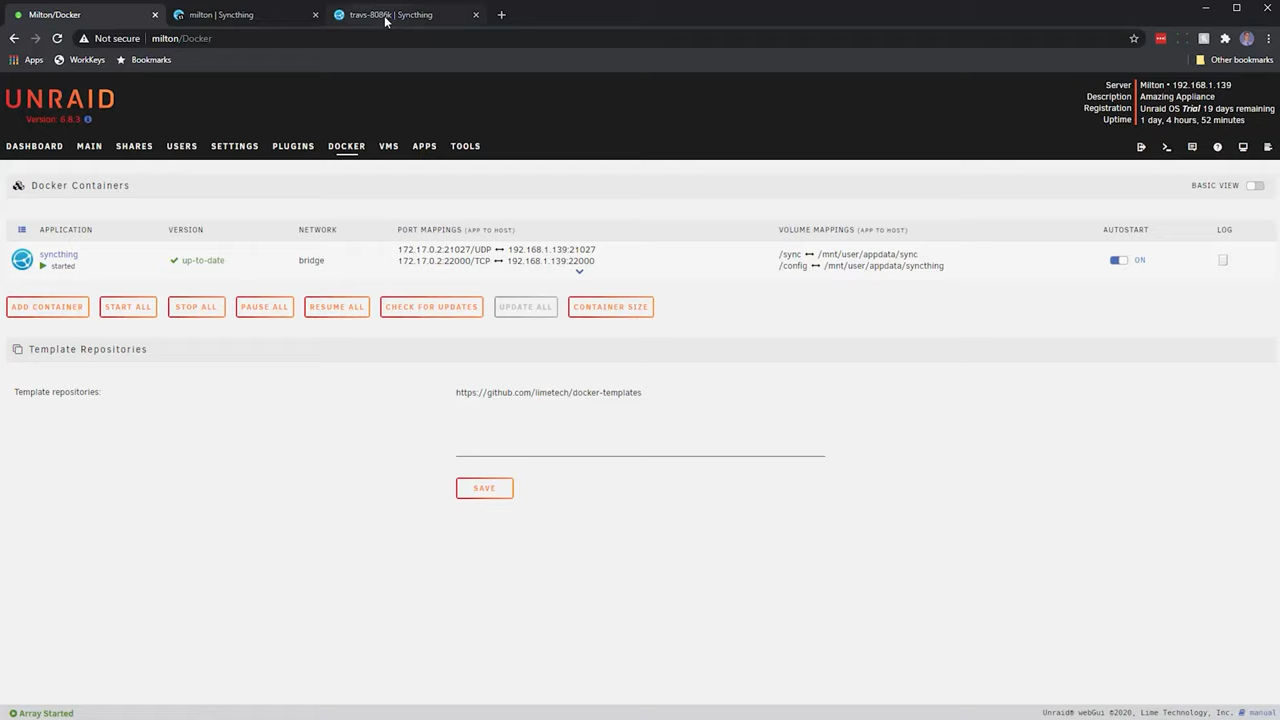 Milton/Docker
milton | Syncthing
travs-8086k | Syncthing
Not secure milton/Docker
Apps WorkKeys Bookmarks Other bookmarks
UNRAID
Version: 6.8.3
Server Milton • 192.168.1.139
Description Amazing Appliance
Registration Unraid OS Trial 19 days remaining
Uptime 1 day, 4 hours, 52 minutes
DASHBOARD MAIN SHARES USERS SETTINGS PLUGINS DOCKER VMS APPS TOOLS
Docker Containers BASIC VIEW
APPLICATION VERSION NETWORK PORT MAPPINGS (APP TO HOST) VOLUME MAPPINGS (APP TO HOST) AUTOSTART LOG
syncthing
started
up-to-date
bridge
172.17.0.2:21027/UDP ↔ 192.168.1.139:21027
172.17.0.2:22000/TCP ↔ 192.168.1.139:22000
/sync ↔ /mnt/user/appdata/sync
/config ↔ /mnt/user/appdata/syncthing
ON
ADD CONTAINER START ALL STOP ALL PAUSE ALL RESUME ALL CHECK FOR UPDATES UPDATE ALL CONTAINER SIZE
Template Repositories
Template repositories: https://github.com/limetech/docker-templates
SAVE
Array Started Unraid® webGui ©2020, Lime Technology, Inc. manual